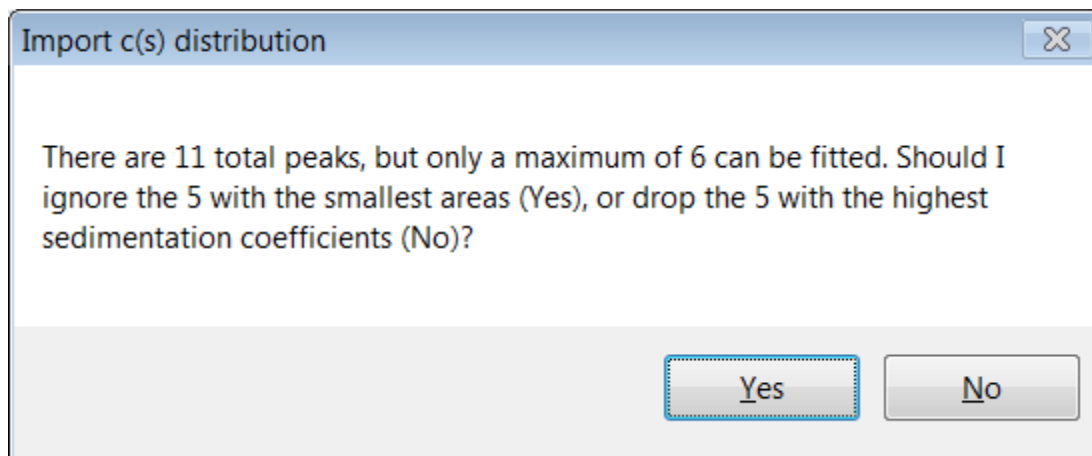 Import c(s) distribution
There are 11 total peaks, but only a maximum of 6 can be fitted. Should I
ignore the 5 with the smallest areas (Yes), or drop the 5 with the highest
sedimentation coefficients (No)?
Yes No